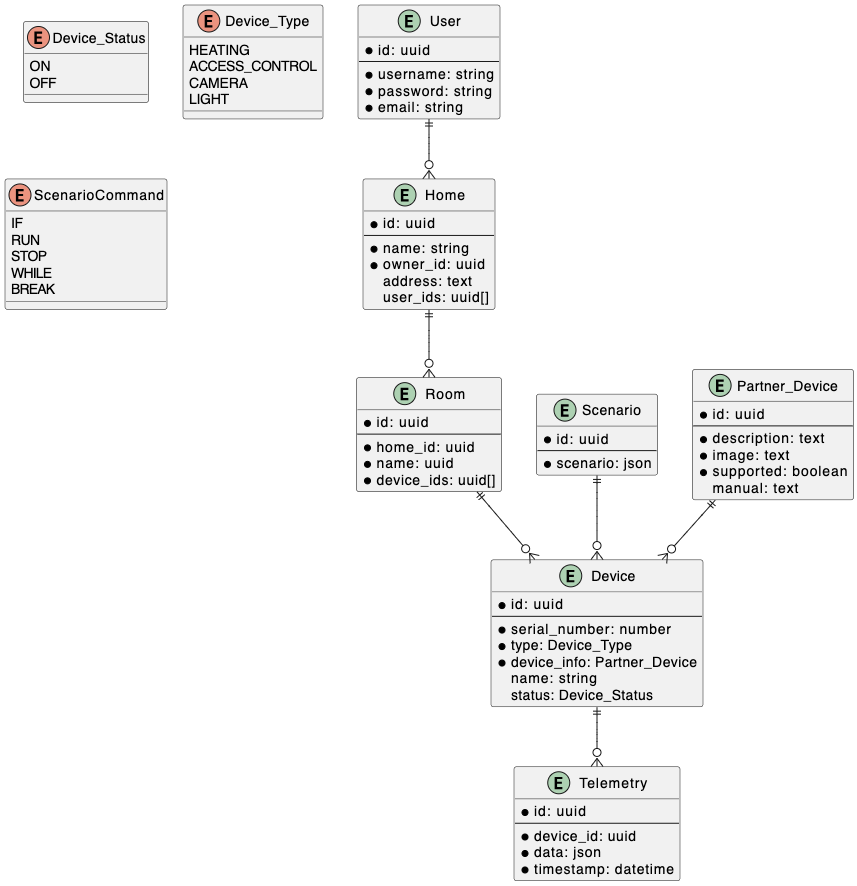 E Device_Status
ON
OFF
E Device_Type
HEATING
ACCESS_CONTROL
CAMERA
LIGHT
E User
id: uuid
username: string
password: string
email: string
E ScenarioCommand
IF
RUN
STOP
WHILE
BREAK
E Home
id: uuid
name: string
owner_id: uuid
address: text
user_ids: uuid[]
E Room
id: uuid
home_id: uuid
name: uuid
device_ids: uuid[]
E Scenario
id: uuid
scenario: json
E Partner_Device
id: uuid
description: text
image: text
supported: boolean
manual: text
E Device
id: uuid
serial_number: number
type: Device_Type
device_info: Partner_Device
name: string
status: Device_Status
E Telemetry
id: uuid
device_id: uuid
data: json
timestamp: datetime